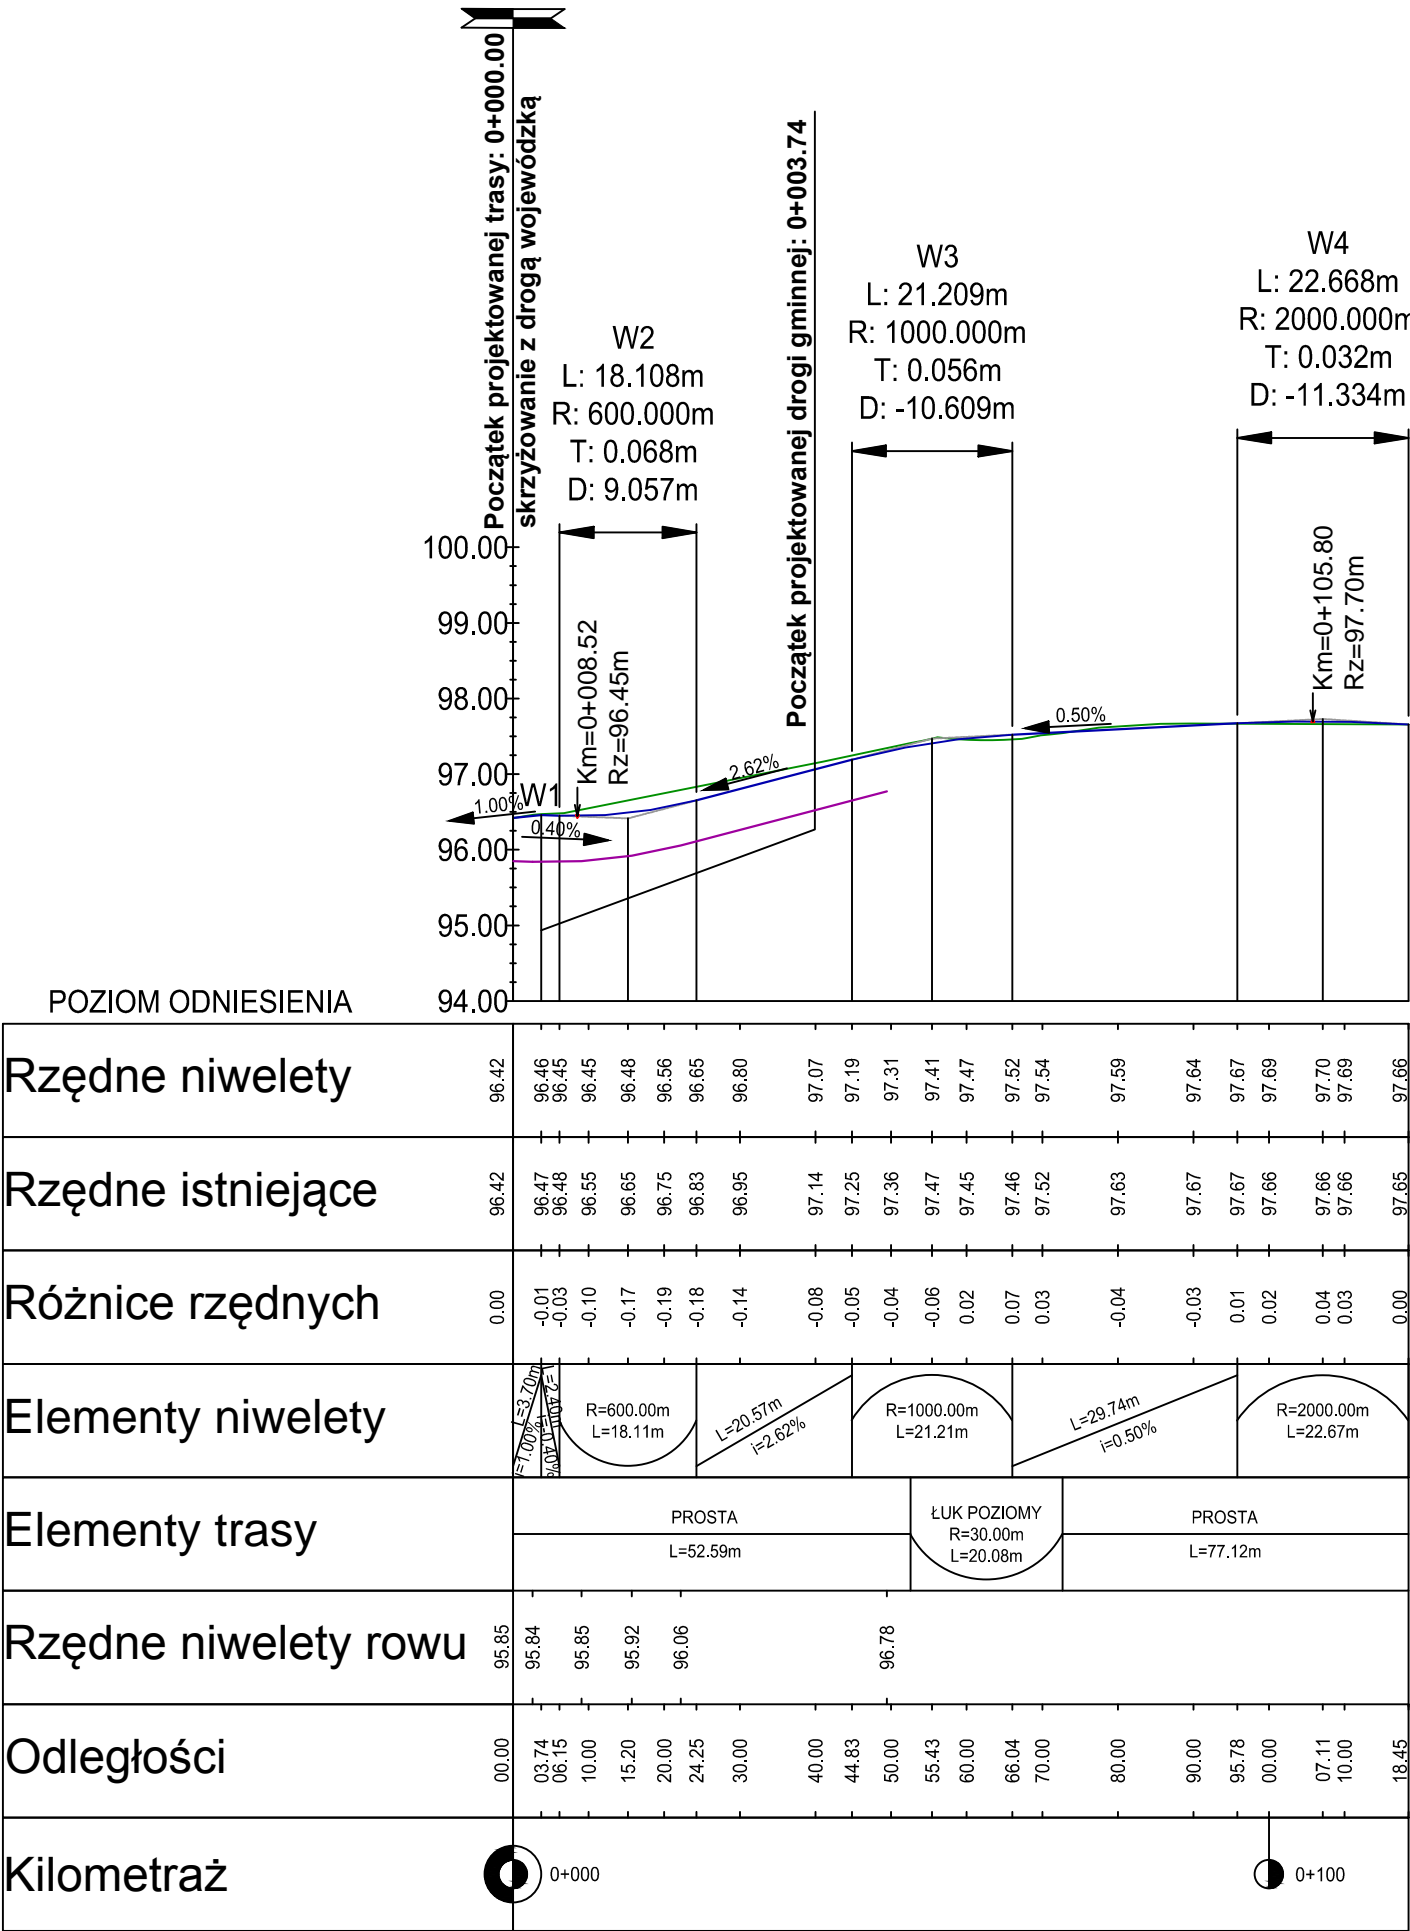 Początek projektowanej trasy: 0+000.00
skrzyżowanie z drogą wojewódzką
Początek projektowanej drogi gminnej: 0+003.74
W2
L: 18.108m
R: 600.000m
T: 0.068m
D: 9.057m
W3
L: 21.209m
R: 1000.000m
T: 0.056m
D: -10.609m
W4
L: 22.668m
R: 2000.000m
T: 0.032m
D: -11.334m
100.00
99.00
98.00
97.00
96.00
95.00
94.00
Km=0+008.52
Rz=96.45m
Km=0+105.80
Rz=97.70m
W1
1.00%
0.40%
2.62%
0.50%
POZIOM ODNIESIENIA
Rzędne niwelety
96.42 96.46 96.45 96.45 96.48 96.56 96.65 96.80 97.07 97.19 97.31 97.41 97.47 97.52 97.54 97.59 97.64 97.67 97.69 97.70 97.69 97.66
Rzędne istniejące
96.42 96.47 96.48 96.55 96.65 96.75 96.83 96.95 97.14 97.25 97.36 97.47 97.45 97.46 97.52 97.63 97.67 97.67 97.66 97.66 97.66 97.65
Różnice rzędnych
0.00 -0.01 -0.03 -0.10 -0.17 -0.19 -0.18 -0.14 -0.08 -0.05 -0.04 -0.06 0.02 0.07 0.03 -0.04 -0.03 0.01 0.02 0.04 0.03 0.00
Elementy niwelety
L=3.70m
i=1.00%
L=2.40m
i=-0.40%
R=600.00m
L=18.11m
L=20.57m
i=2.62%
R=1000.00m
L=21.21m
L=29.74m
i=0.50%
R=2000.00m
L=22.67m
Elementy trasy
PROSTA
L=52.59m
ŁUK POZIOMY
R=30.00m
L=20.08m
PROSTA
L=77.12m
Rzędne niwelety rowu
95.85 95.84 95.85 95.92 96.06 96.78
Odległości
00.00 03.74 06.15 10.00 15.20 20.00 24.25 30.00 40.00 44.83 50.00 55.43 60.00 66.04 70.00 80.00 90.00 95.78 00.00 07.11 10.00 18.45
Kilometraż
0+000
0+100